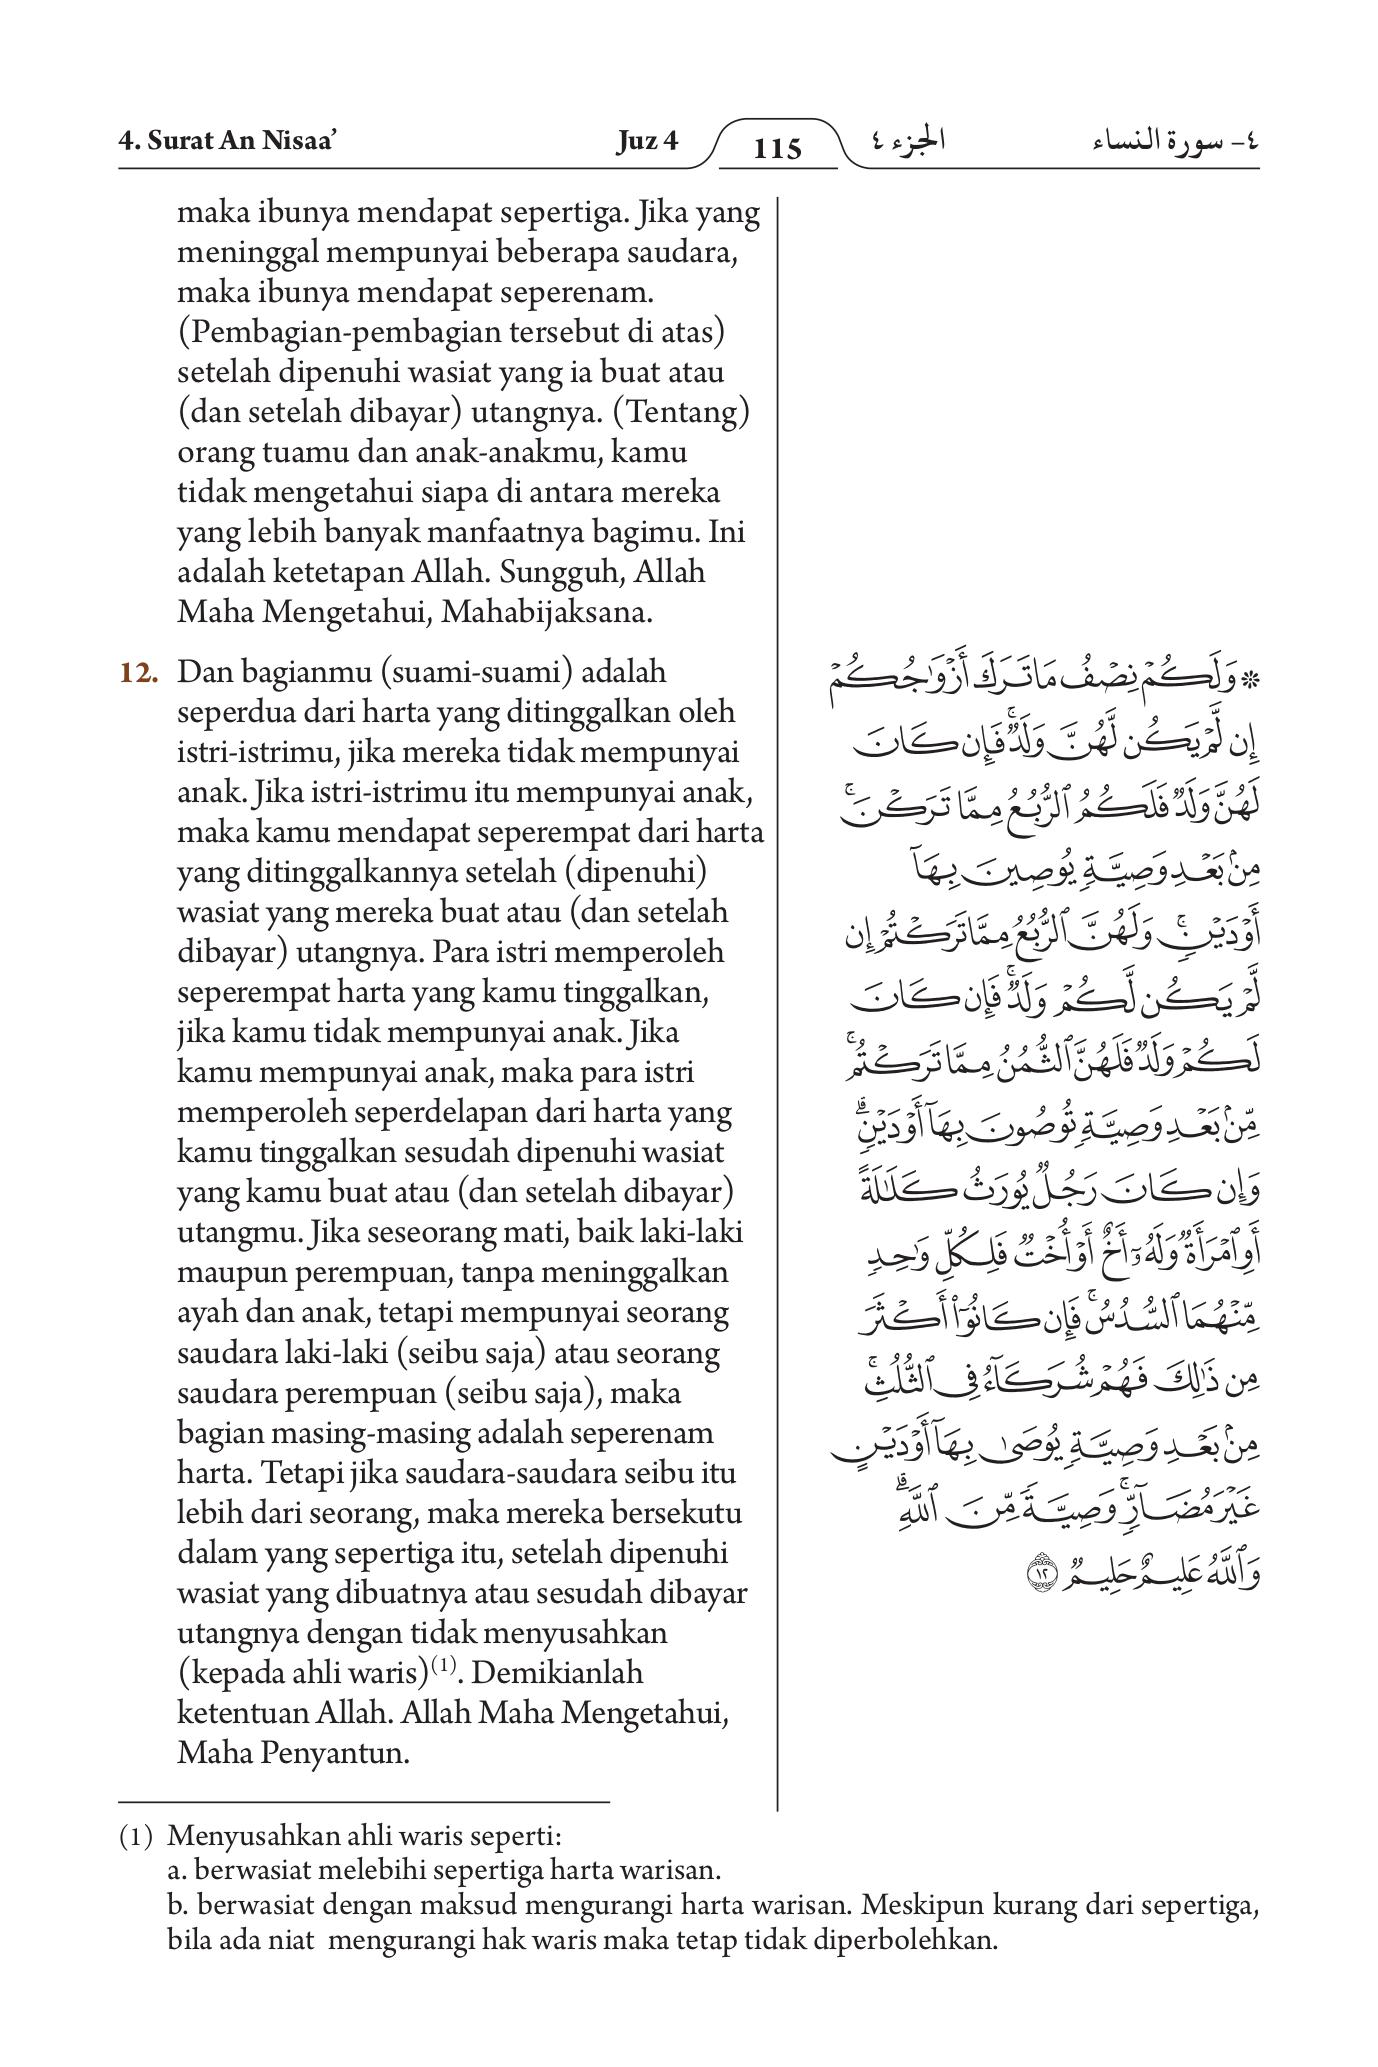 4. Surat An Nisaa’ Juz 4 115 الجزء ٤ ٤- سورة النساء
maka ibunya mendapat sepertiga. Jika yang
meninggal mempunyai beberapa saudara,
maka ibunya mendapat seperenam.
(Pembagian-pembagian tersebut di atas)
setelah dipenuhi wasiat yang ia buat atau
(dan setelah dibayar) utangnya. (Tentang)
orang tuamu dan anak-anakmu, kamu
tidak mengetahui siapa di antara mereka
yang lebih banyak manfaatnya bagimu. Ini
adalah ketetapan Allah. Sungguh, Allah
Maha Mengetahui, Mahabijaksana.
12. Dan bagianmu (suami-suami) adalah
seperdua dari harta yang ditinggalkan oleh
istri-istrimu, jika mereka tidak mempunyai
anak. Jika istri-istrimu itu mempunyai anak,
maka kamu mendapat seperempat dari harta
yang ditinggalkannya setelah (dipenuhi)
wasiat yang mereka buat atau (dan setelah
dibayar) utangnya. Para istri memperoleh
seperempat harta yang kamu tinggalkan,
jika kamu tidak mempunyai anak. Jika
kamu mempunyai anak, maka para istri
memperoleh seperdelapan dari harta yang
kamu tinggalkan sesudah dipenuhi wasiat
yang kamu buat atau (dan setelah dibayar)
utangmu. Jika seseorang mati, baik laki-laki
maupun perempuan, tanpa meninggalkan
ayah dan anak, tetapi mempunyai seorang
saudara laki-laki (seibu saja) atau seorang
saudara perempuan (seibu saja), maka
bagian masing-masing adalah seperenam
harta. Tetapi jika saudara-saudara seibu itu
lebih dari seorang, maka mereka bersekutu
dalam yang sepertiga itu, setelah dipenuhi
wasiat yang dibuatnya atau sesudah dibayar
utangnya dengan tidak menyusahkan
(kepada ahli waris)⁽¹⁾. Demikianlah
ketentuan Allah. Allah Maha Mengetahui,
Maha Penyantun.
۞ وَلَكُمْ نِصْفُ مَا تَرَكَ أَزْوَٰجُكُمْ
إِن لَّمْ يَكُن لَّهُنَّ وَلَدٌۚ فَإِن كَانَ
لَهُنَّ وَلَدٌ فَلَكُمُ ٱلرُّبُعُ مِمَّا تَرَكْنَۚ
مِنۢ بَعْدِ وَصِيَّةٍ يُوصِينَ بِهَآ
أَوْ دَيْنٍۚ وَلَهُنَّ ٱلرُّبُعُ مِمَّا تَرَكْتُمْ إِن
لَّمْ يَكُن لَّكُمْ وَلَدٌۚ فَإِن كَانَ
لَكُمْ وَلَدٌ فَلَهُنَّ ٱلثُّمُنُ مِمَّا تَرَكْتُمۚ
مِّنۢ بَعْدِ وَصِيَّةٍ تُوصُونَ بِهَآ أَوْ دَيْنٍۗ
وَإِن كَانَ رَجُلٌ يُورَثُ كَلَٰلَةً
أَوِ ٱمْرَأَةٌ وَلَهُۥٓ أَخٌ أَوْ أُخْتٌ فَلِكُلِّ وَٰحِدٍ
مِّنْهُمَا ٱلسُّدُسُۚ فَإِن كَانُوٓا۟ أَكْثَرَ
مِن ذَٰلِكَ فَهُمْ شُرَكَآءُ فِى ٱلثُّلُثِۚ
مِنۢ بَعْدِ وَصِيَّةٍ يُوصَىٰ بِهَآ أَوْ دَيْنٍ
غَيْرَ مُضَآرٍّۚ وَصِيَّةً مِّنَ ٱللَّهِۗ
وَٱللَّهُ عَلِيمٌ حَلِيمٌ ١٢
(1) Menyusahkan ahli waris seperti:
a. berwasiat melebihi sepertiga harta warisan.
b. berwasiat dengan maksud mengurangi harta warisan. Meskipun kurang dari sepertiga,
bila ada niat mengurangi hak waris maka tetap tidak diperbolehkan.